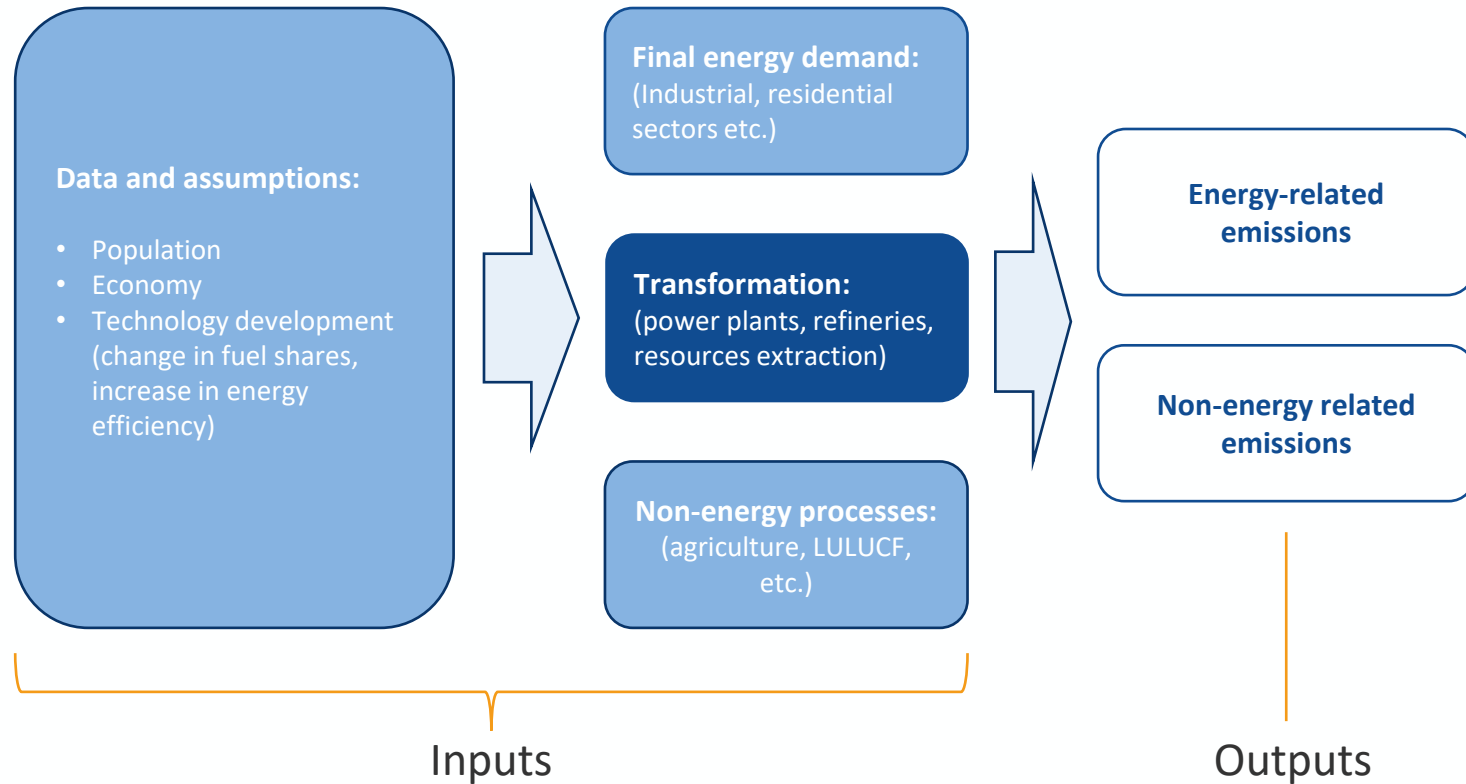 Data and assumptions:
• Population
• Economy
• Technology development
(change in fuel shares,
increase in energy
efficiency)
Final energy demand:
(Industrial, residential
sectors etc.)
Transformation:
(power plants, refineries,
resources extraction)
Non-energy processes:
(agriculture, LULUCF,
etc.)
Energy-related
emissions
Non-energy related
emissions
Inputs
Outputs